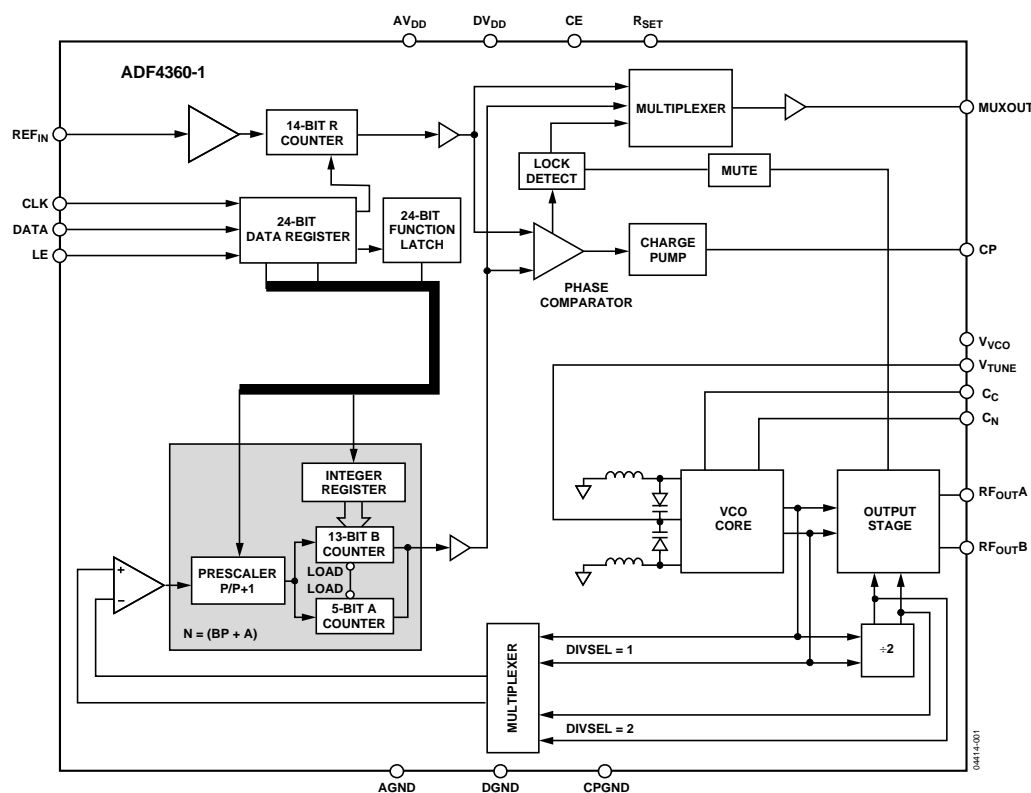 AVDD
DVDD
CE
RSET
ADF4360-1
MULTIPLEXER
MUXOUT
REFIN
14-BIT R
COUNTER
LOCK
DETECT
MUTE
CLK
DATA
LE
24-BIT
DATA REGISTER
24-BIT
FUNCTION
LATCH
CHARGE
PUMP
CP
PHASE
COMPARATOR
VVCO
VTUNE
CC
CN
INTEGER
REGISTER
13-BIT B
COUNTER
LOAD
LOAD
PRESCALER
P/P+1
5-BIT A
COUNTER
N = (BP + A)
+
−
VCO
CORE
OUTPUT
STAGE
RFOUTA
RFOUTB
MULTIPLEXER
DIVSEL = 1
÷2
DIVSEL = 2
04414-001
AGND
DGND
CPGND